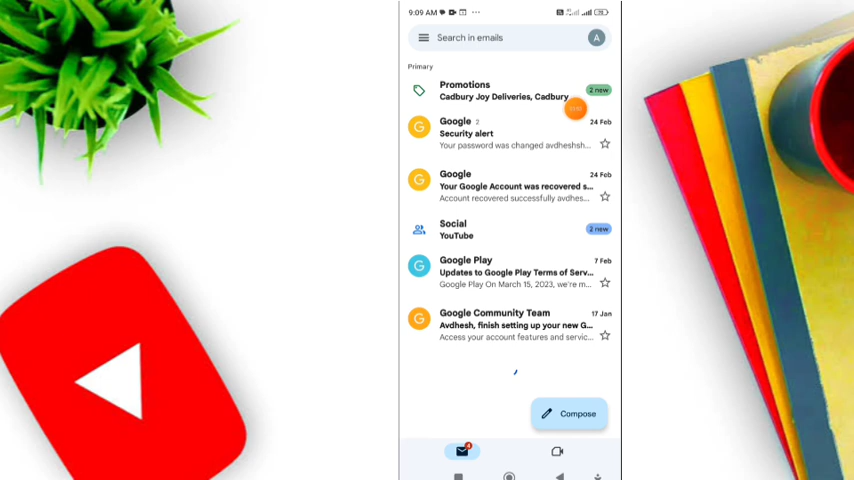 9:09 AM
Search in emails
A
Primary
Promotions
Cadbury Joy Deliveries, Cadbury
2 new
Google 2
24 Feb
Security alert
Your password was changed avdheshsh...
Google
24 Feb
Your Google Account was recovered s...
Account recovered successfully avdhes...
Social
YouTube
2 new
Google Play
7 Feb
Updates to Google Play Terms of Serv...
Google Play On March 15, 2023, we're m...
Google Community Team
17 Jan
Avdhesh, finish setting up your new G...
Access your account features and servic...
Compose